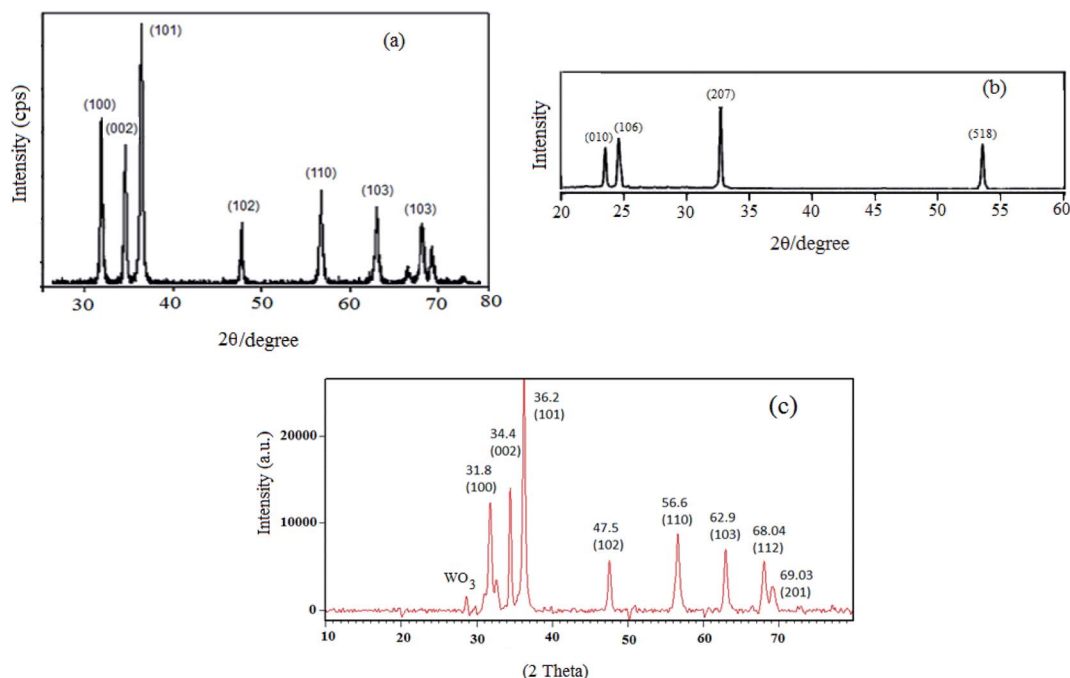 (a)
(101)
(100)
(002)
(102)
(110)
(103)
(103)
Intensity (cps)
30 40 50 60 70 80
2θ/degree
(b)
(010)
(106)
(207)
(518)
Intensity
20 25 30 35 40 45 50 55 60
2θ/degree
(c)
36.2
(101)
34.4
(002)
31.8
(100)
WO3
47.5
(102)
56.6
(110)
62.9
(103)
68.04
(112)
69.03
(201)
Intensity (a.u.)
20000
10000
0
10 20 30 40 50 60 70
(2 Theta)